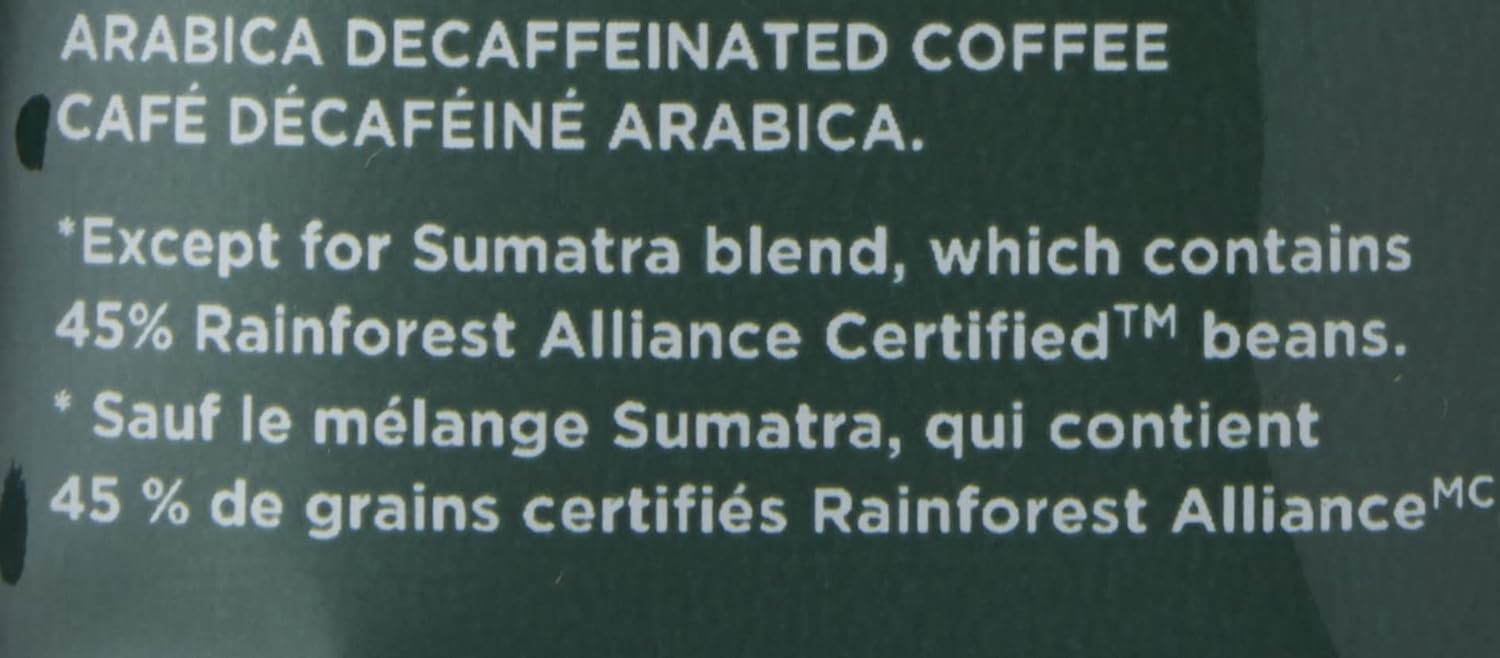 ARABICA DECAFFEINATED COFFEE
CAFÉ DÉCAFÉINÉ ARABICA.
*Except for Sumatra blend, which contains
45% Rainforest Alliance Certified™ beans.
* Sauf le mélange Sumatra, qui contient
45 % de grains certifiés Rainforest AllianceMC